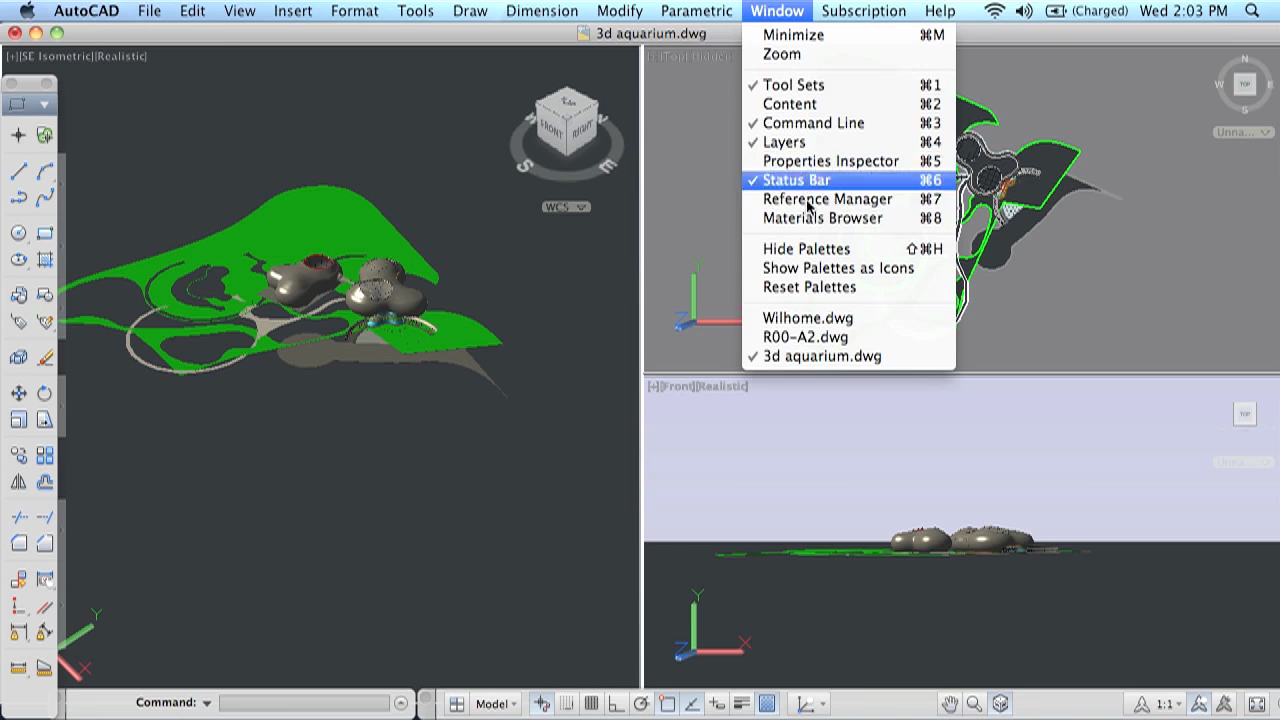 AutoCAD File Edit View Insert Format Tools Draw Dimension Modify Parametric Window Subscription Help (Charged) Wed 2:03 PM
3d aquarium.dwg
[+][SE Isometric][Realistic]
Minimize ⌘M
Zoom
Tool Sets ⌘1
Content ⌘2
Command Line ⌘3
Layers ⌘4
Properties Inspector ⌘5
Status Bar ⌘6
Reference Manager ⌘7
Materials Browser ⌘8
Hide Palettes ⇧⌘H
Show Palettes as Icons
Reset Palettes
Wilhome.dwg
R00-A2.dwg
3d aquarium.dwg
FRONT RIGHT
S E
WCS
N
W TOP E
S
Unna...
[+][Front][Realistic]
TOP
Unna...
Y
X
Y
Z X
Z
Command:
Model
1:1